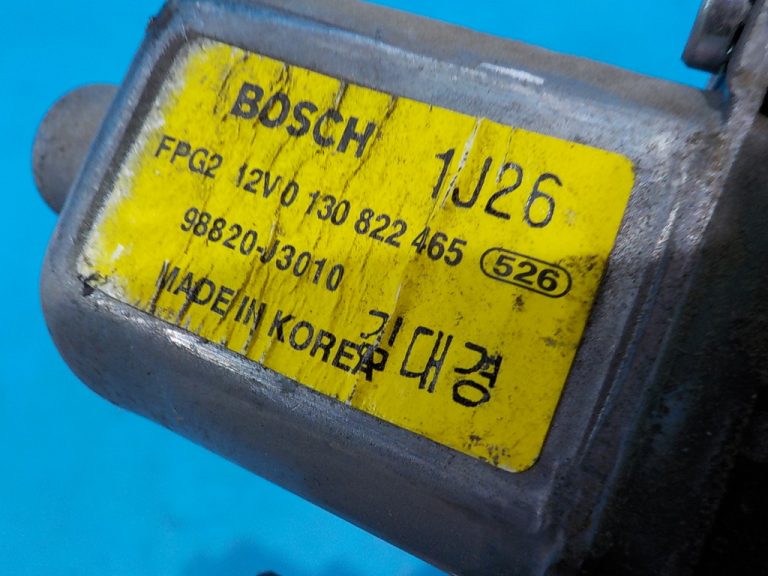 BOSCH 1J26
FPG2 12V 0 130 822 465 526
98820-J3010
MADE IN KOREA 김대경